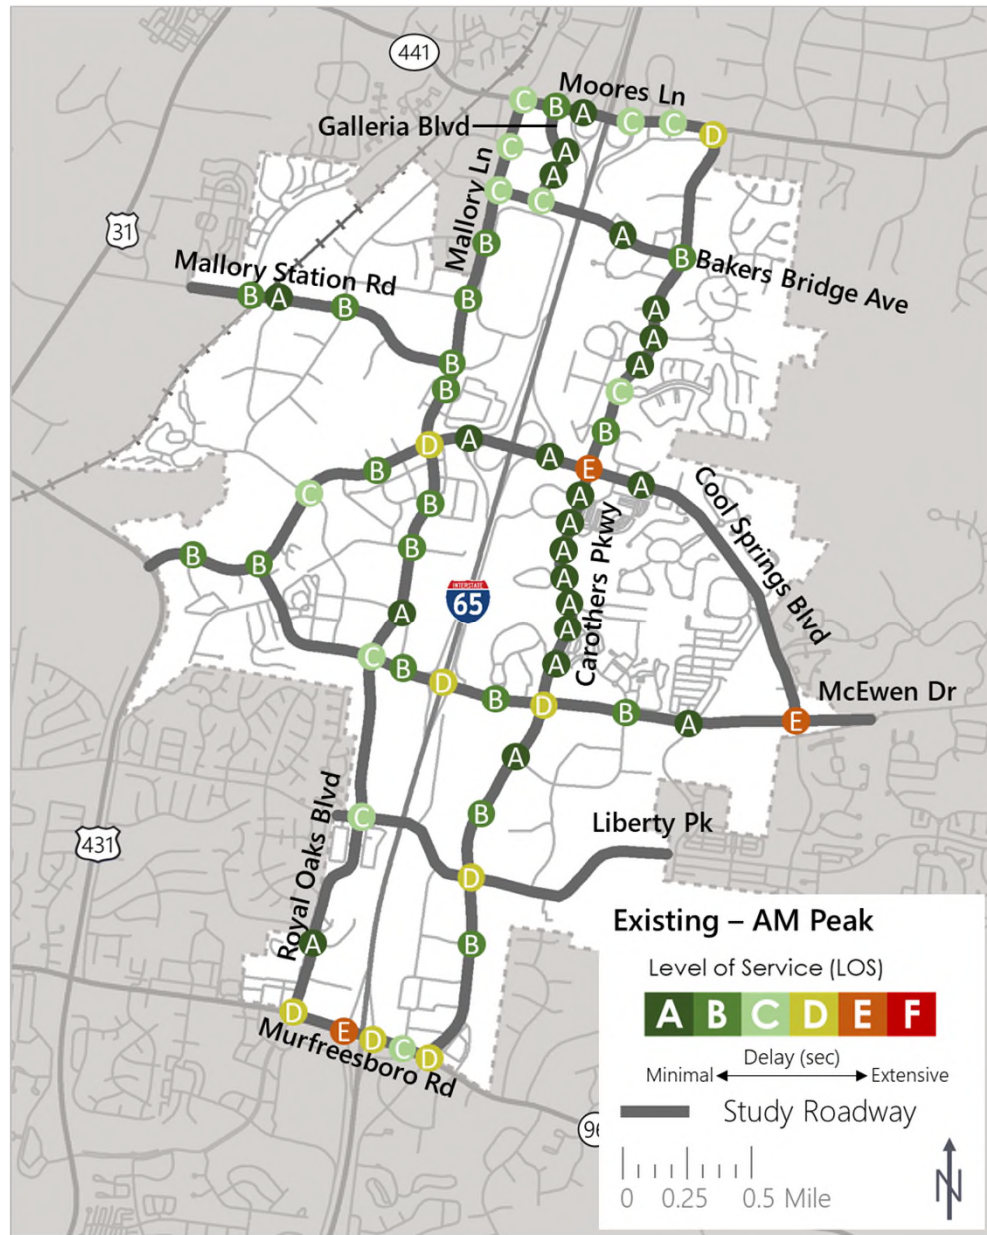 441
Moores Ln
C B A C C D
Galleria Blvd
C A
A
Mallory Ln
C C
31
B A B
Bakers Bridge Ave
Mallory Station Rd
B A B
B A
A
B A
B C
B
D A A E A
B C
B A
Cool Springs Blvd
B A
B B A
INTERSTATE
65
A A
A A
Carothers Pkwy
C B D B D B A E
A
McEwen Dr
A
B
Royal Oaks Blvd
C
Liberty Pk
431
D
A B
D E D C D
Murfreesboro Rd
96
Existing – AM Peak
Level of Service (LOS)
A B C D E F
Delay (sec)
Minimal Extensive
Study Roadway
0 0.25 0.5 Mile
N